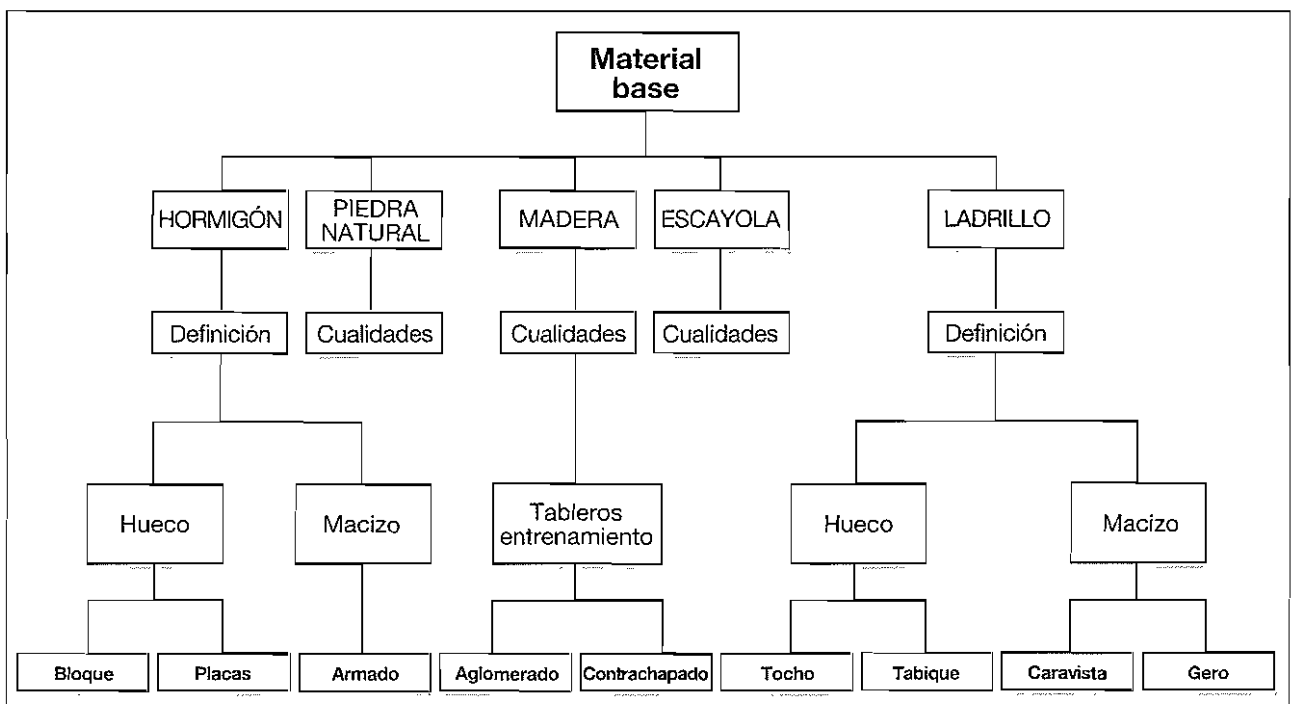 Material
base
HORMIGÓN
PIEDRA
NATURAL
MADERA
ESCAYOLA
LADRILLO
Definición
Cualidades
Cualidades
Cualidades
Definición
Hueco
Macizo
Tableros
entrenamiento
Hueco
Macizo
Bloque
Placas
Armado
Aglomerado
Contrachapado
Tocho
Tabique
Caravista
Gero